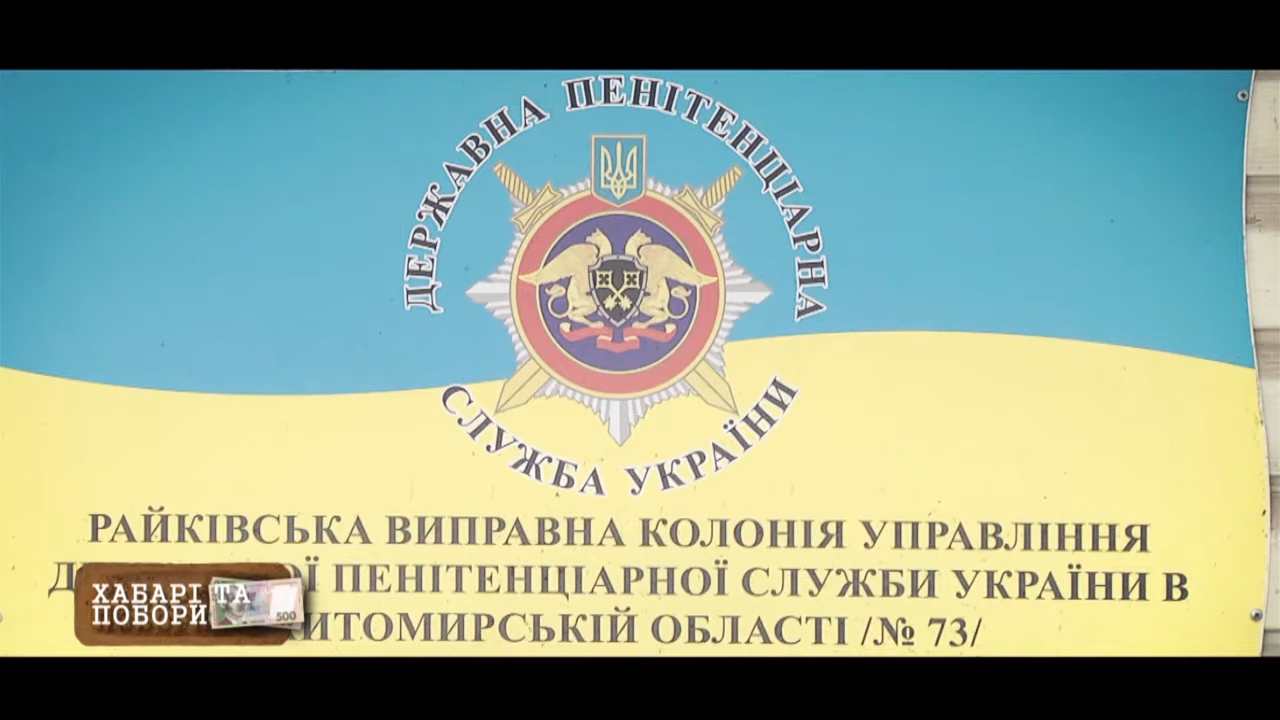 ДЕРЖАВНА ПЕНІТЕНЦІАРНА
СЛУЖБА УКРАЇНИ
РАЙКІВСЬКА ВИПРАВНА КОЛОНІЯ УПРАВЛІННЯ
ПЕНІТЕНЦІАРНОЇ СЛУЖБИ УКРАЇНИ В
ОБЛАСТІ /№ 73/
ХАБАРІ ТА
ПОБОРИ
500